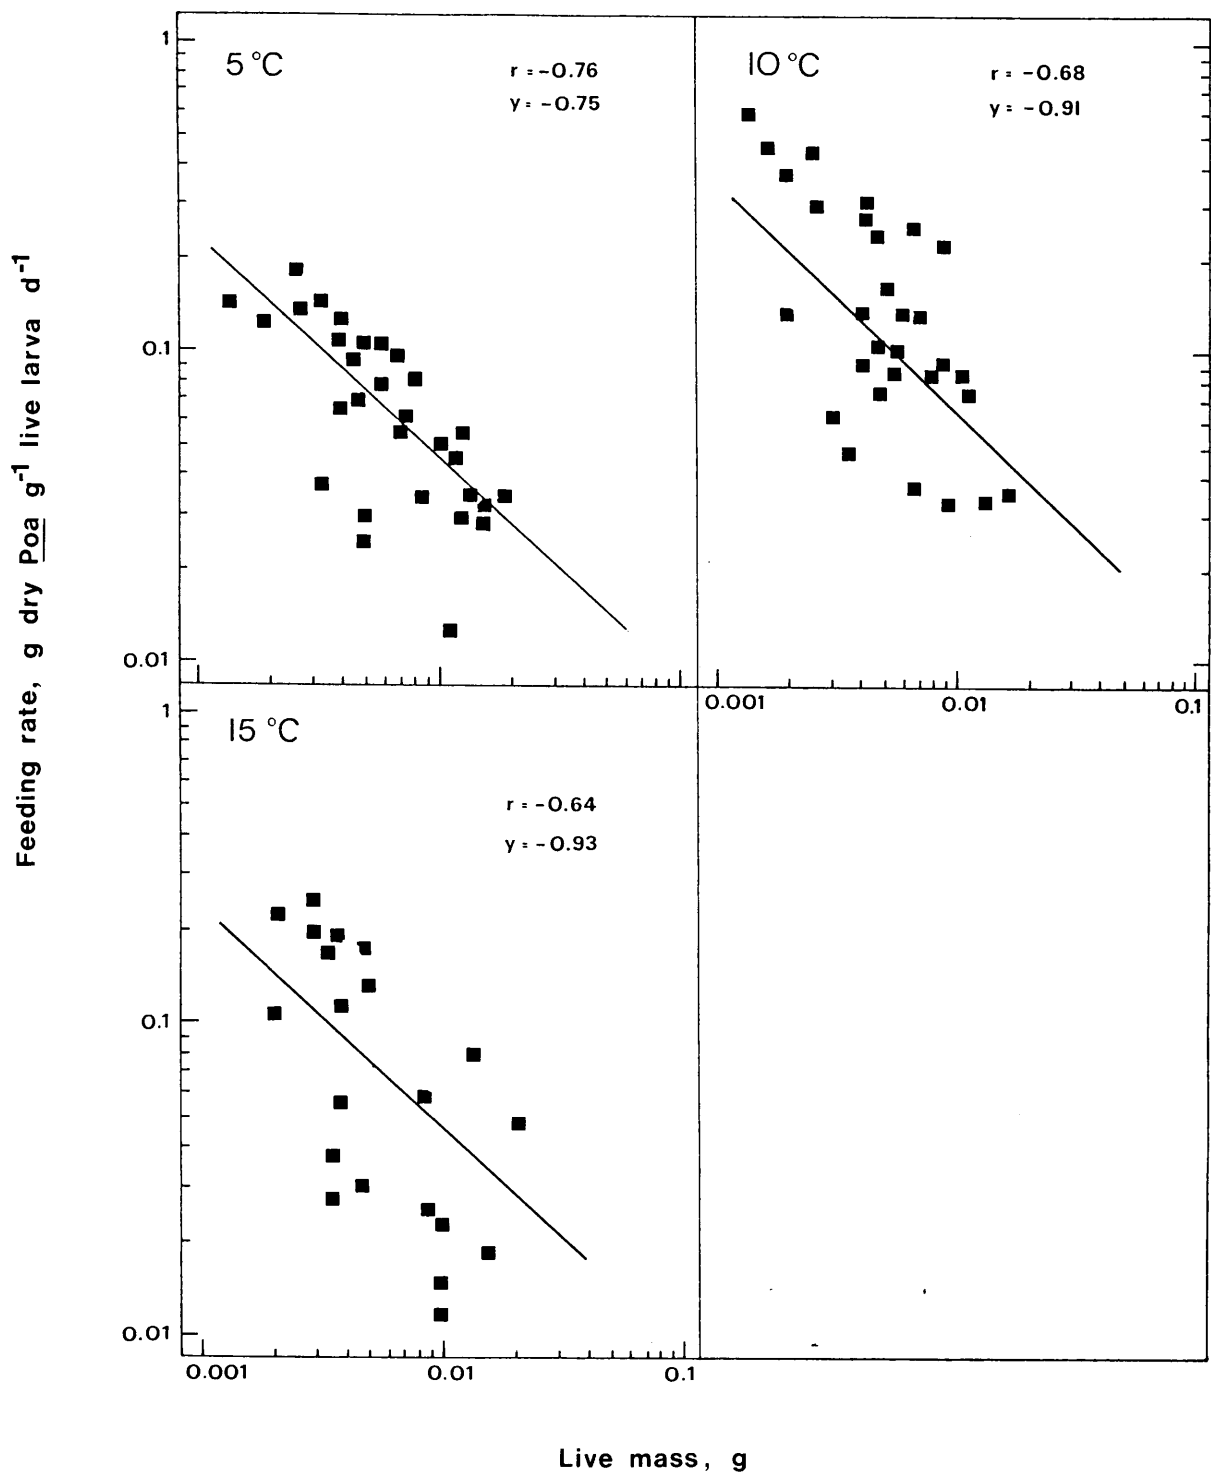 Feeding rate, g dry Poa g⁻¹ live larva d⁻¹
1
5 °C
r = -0.76
y = -0.75
0.1
0.01
10 °C
r = -0.68
y = -0.91
0.001 0.01 0.1
1
15 °C
r = -0.64
y = -0.93
0.1
0.01
0.001 0.01 0.1
Live mass, g